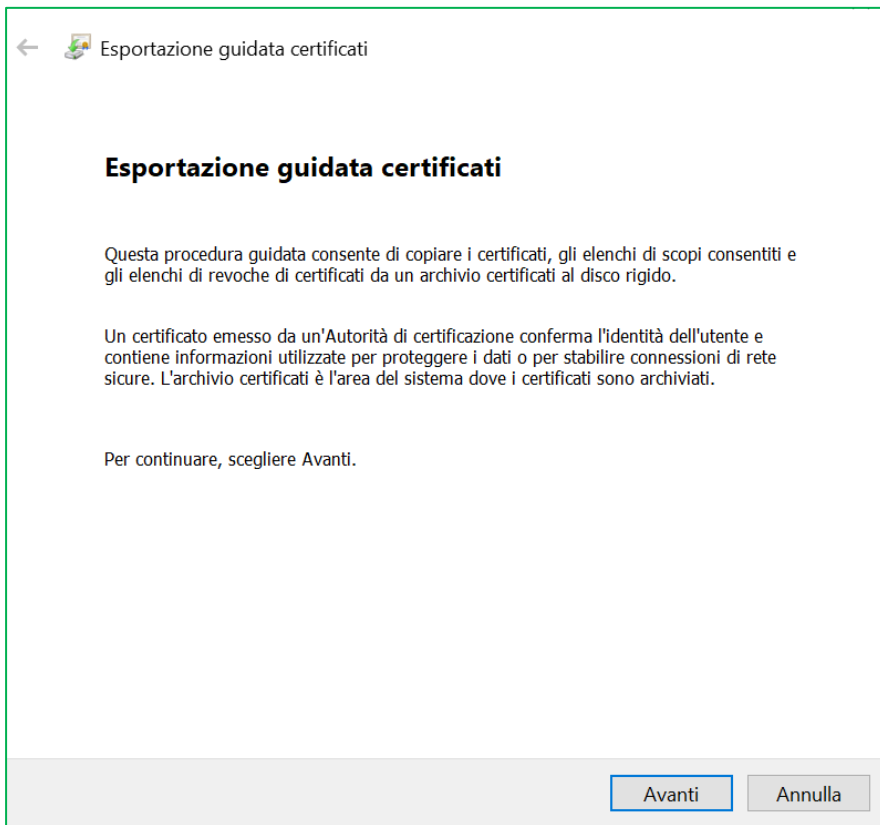 Esportazione guidata certificati
Esportazione guidata certificati
Questa procedura guidata consente di copiare i certificati, gli elenchi di scopi consentiti e
gli elenchi di revoche di certificati da un archivio certificati al disco rigido.
Un certificato emesso da un'Autorità di certificazione conferma l'identità dell'utente e
contiene informazioni utilizzate per proteggere i dati o per stabilire connessioni di rete
sicure. L'archivio certificati è l'area del sistema dove i certificati sono archiviati.
Per continuare, scegliere Avanti.
Avanti
Annulla